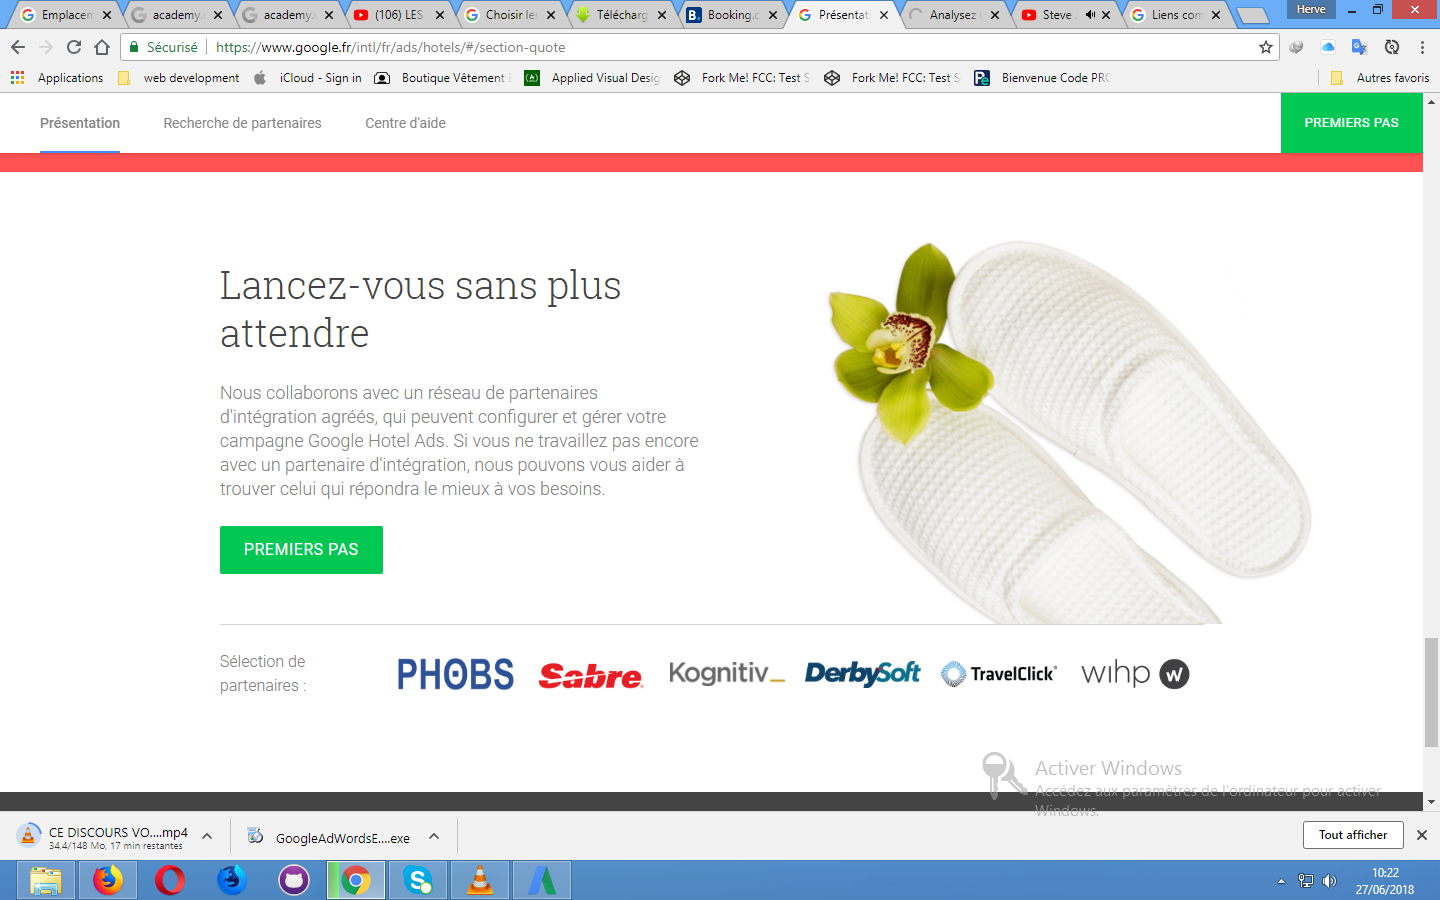 Emplacem
academy.
academy.
(106) LES
Choisir les
Télécharg
Booking.c
Présentati
Analysez
Steve
Liens com
Herve
Sécurisé
https://www.google.fr/intl/fr/ads/hotels/#/section-quote
Applications
web development
iCloud - Sign in
Boutique Vêtement
Applied Visual Desig
Fork Me! FCC: Test S
Fork Me! FCC: Test S
Bienvenue Code PRO
Autres favoris
Présentation
Recherche de partenaires
Centre d'aide
PREMIERS PAS
Lancez-vous sans plus
attendre
Nous collaborons avec un réseau de partenaires
d'intégration agréés, qui peuvent configurer et gérer votre
campagne Google Hotel Ads. Si vous ne travaillez pas encore
avec un partenaire d'intégration, nous pouvons vous aider à
trouver celui qui répondra le mieux à vos besoins.
PREMIERS PAS
Sélection de
partenaires :
PHOBS
Sabre
Kognitiv_
DerbySoft
TravelClick
wihp w
Activer Windows
Accédez aux paramètres de l'ordinateur pour activer
Windows.
CE DISCOURS VO....mp4
34,4/148 Mo, 17 min restantes
GoogleAdWordsE....exe
Tout afficher
10:22
27/06/2018